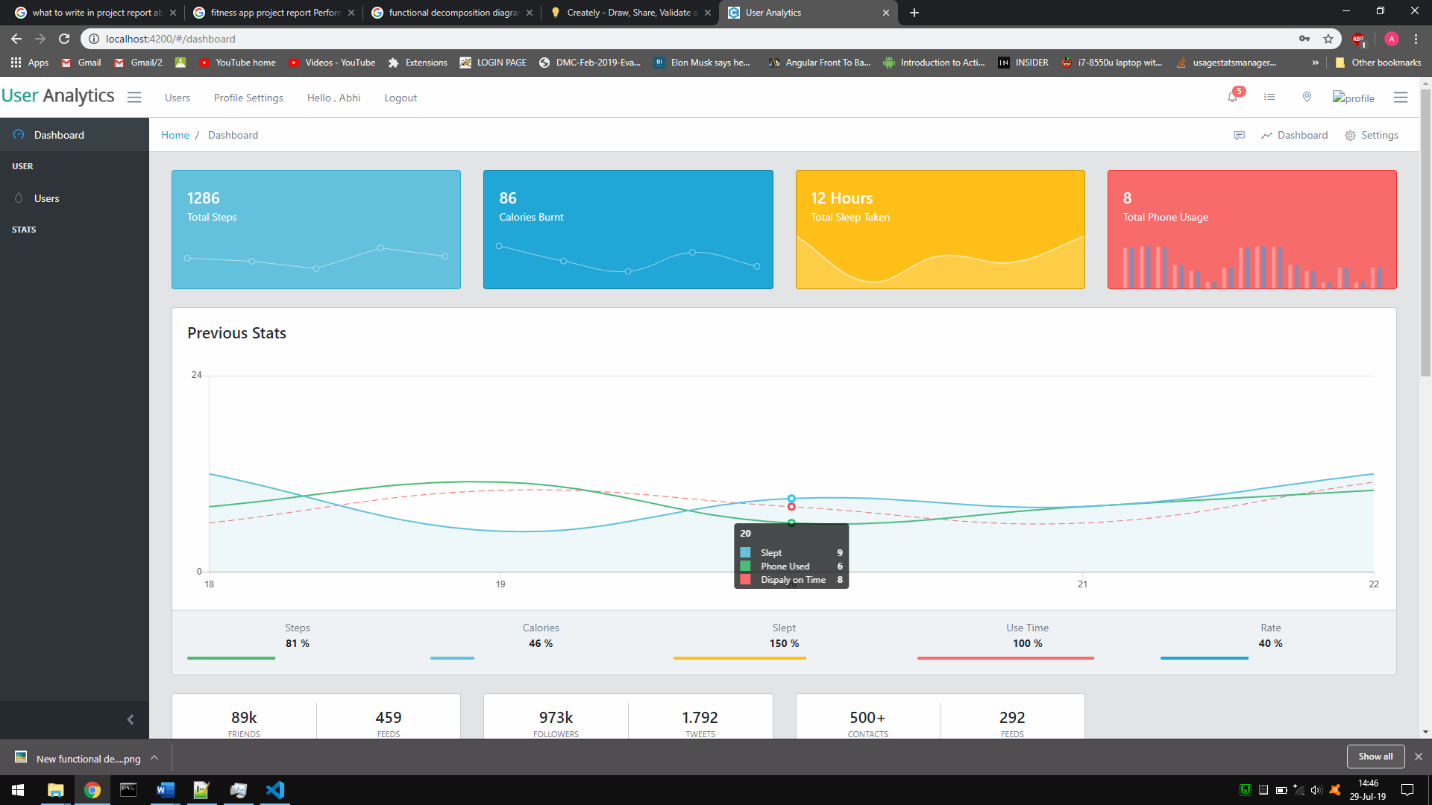 what to write in project report ab
fitness app project report Perform
functional decomposition diagra
Creately - Draw, Share, Validate a
User Analytics
localhost:4200/#/dashboard
ABP
1
A
Apps
Gmail
Gmail/2
YouTube home
Videos - YouTube
Extensions
LOGIN PAGE
DMC-Feb-2019-Eva...
Elon Musk says he...
Angular Front To Ba...
Introduction to Acti...
INSIDER
i7-8550u laptop wit...
usagestatsmanager...
»
Other bookmarks
User Analytics
Users
Profile Settings
Hello , Abhi
Logout
5
profile
Dashboard
Home / Dashboard
Dashboard
Settings
USER
Users
STATS
1286
Total Steps
86
Calories Burnt
12 Hours
Total Sleep Taken
8
Total Phone Usage
Previous Stats
24
0
18
19
21
22
20
Slept 9
Phone Used 6
Dispaly on Time 8
Steps
81 %
Calories
46 %
Slept
150 %
Use Time
100 %
Rate
40 %
89k
FRIENDS
459
FEEDS
973k
FOLLOWERS
1.792
TWEETS
500+
CONTACTS
292
FEEDS
New functional de....png
Show all
14:46
29-Jul-19